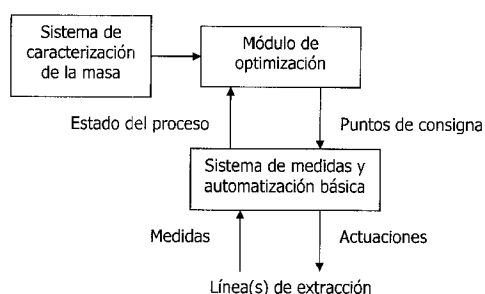 Sistema de
caracterización
de la masa
Módulo de
optimización
Estado del proceso
Puntos de consigna
Sistema de medidas y
automatización básica
Medidas
Actuaciones
Línea(s) de extracción